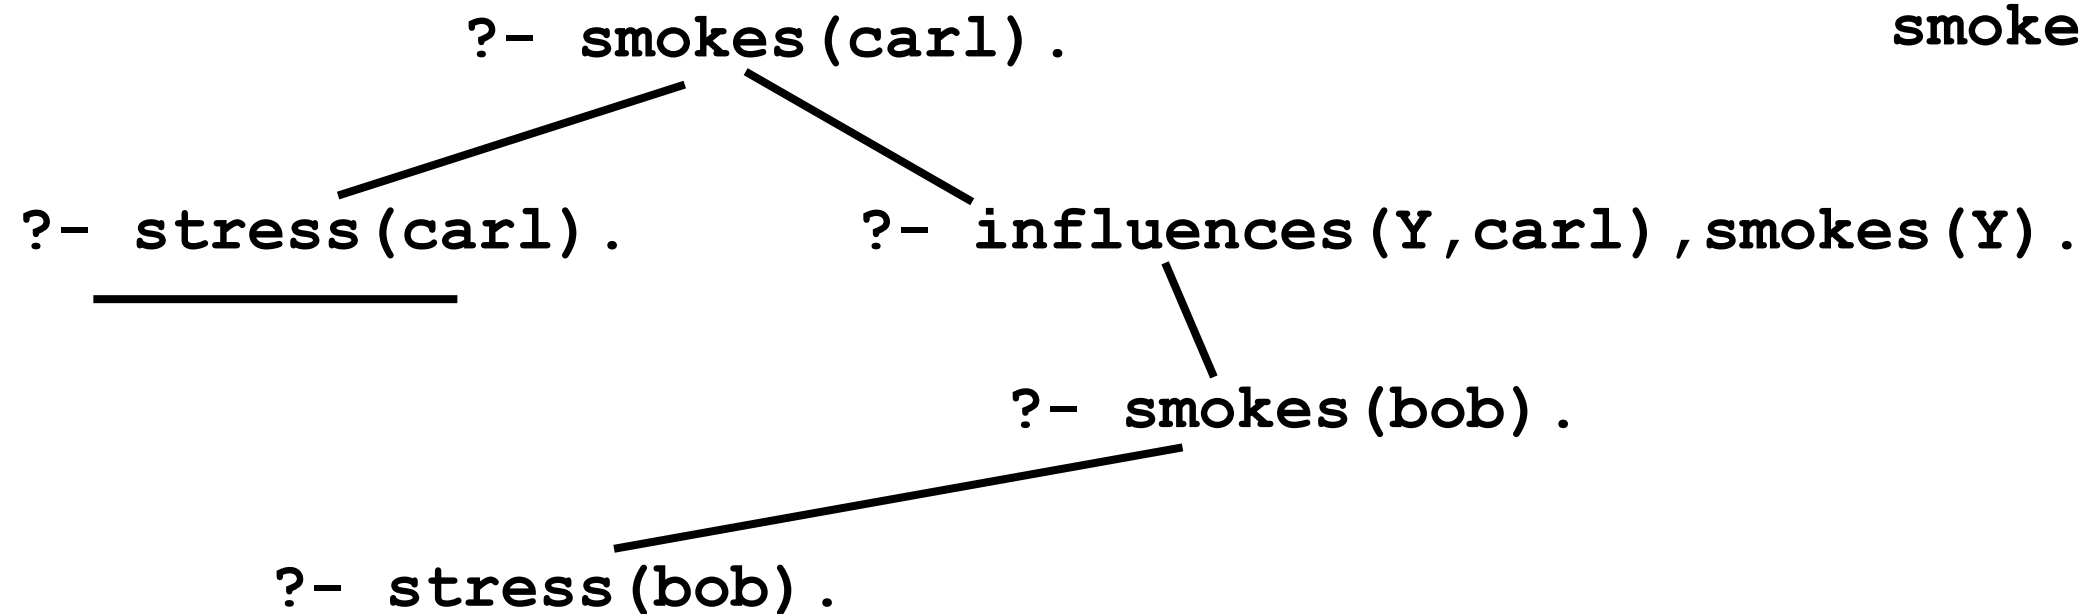 ?- smokes(carl).
smoke
?- stress(carl).
?- influences(Y,carl),smokes(Y).
?- smokes(bob).
?- stress(bob).